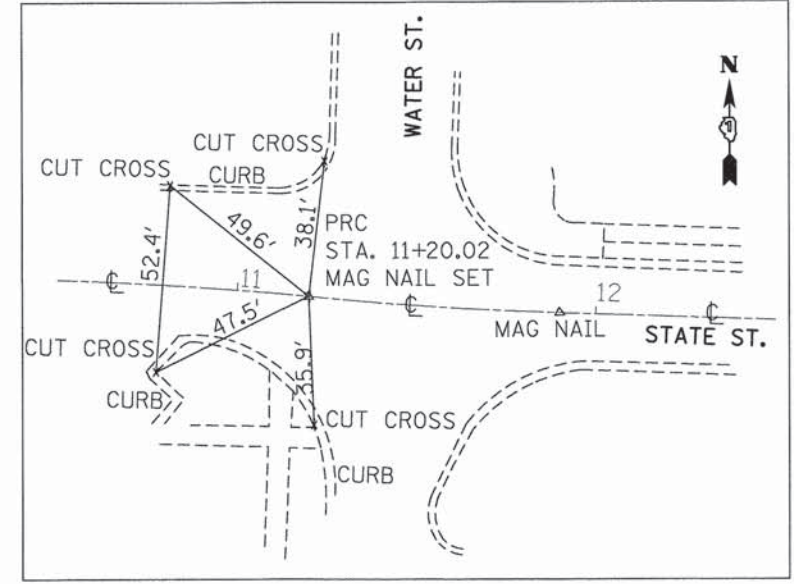 WATER ST.
N
CUT CROSS
CUT CROSS
CURB
49.6'
38.1'
PRC
STA. 11+20.02
MAG NAIL SET
52.4'
11
47.5'
12
MAG NAIL
STATE ST.
CUT CROSS
CURB
35.9'
CUT CROSS
CURB